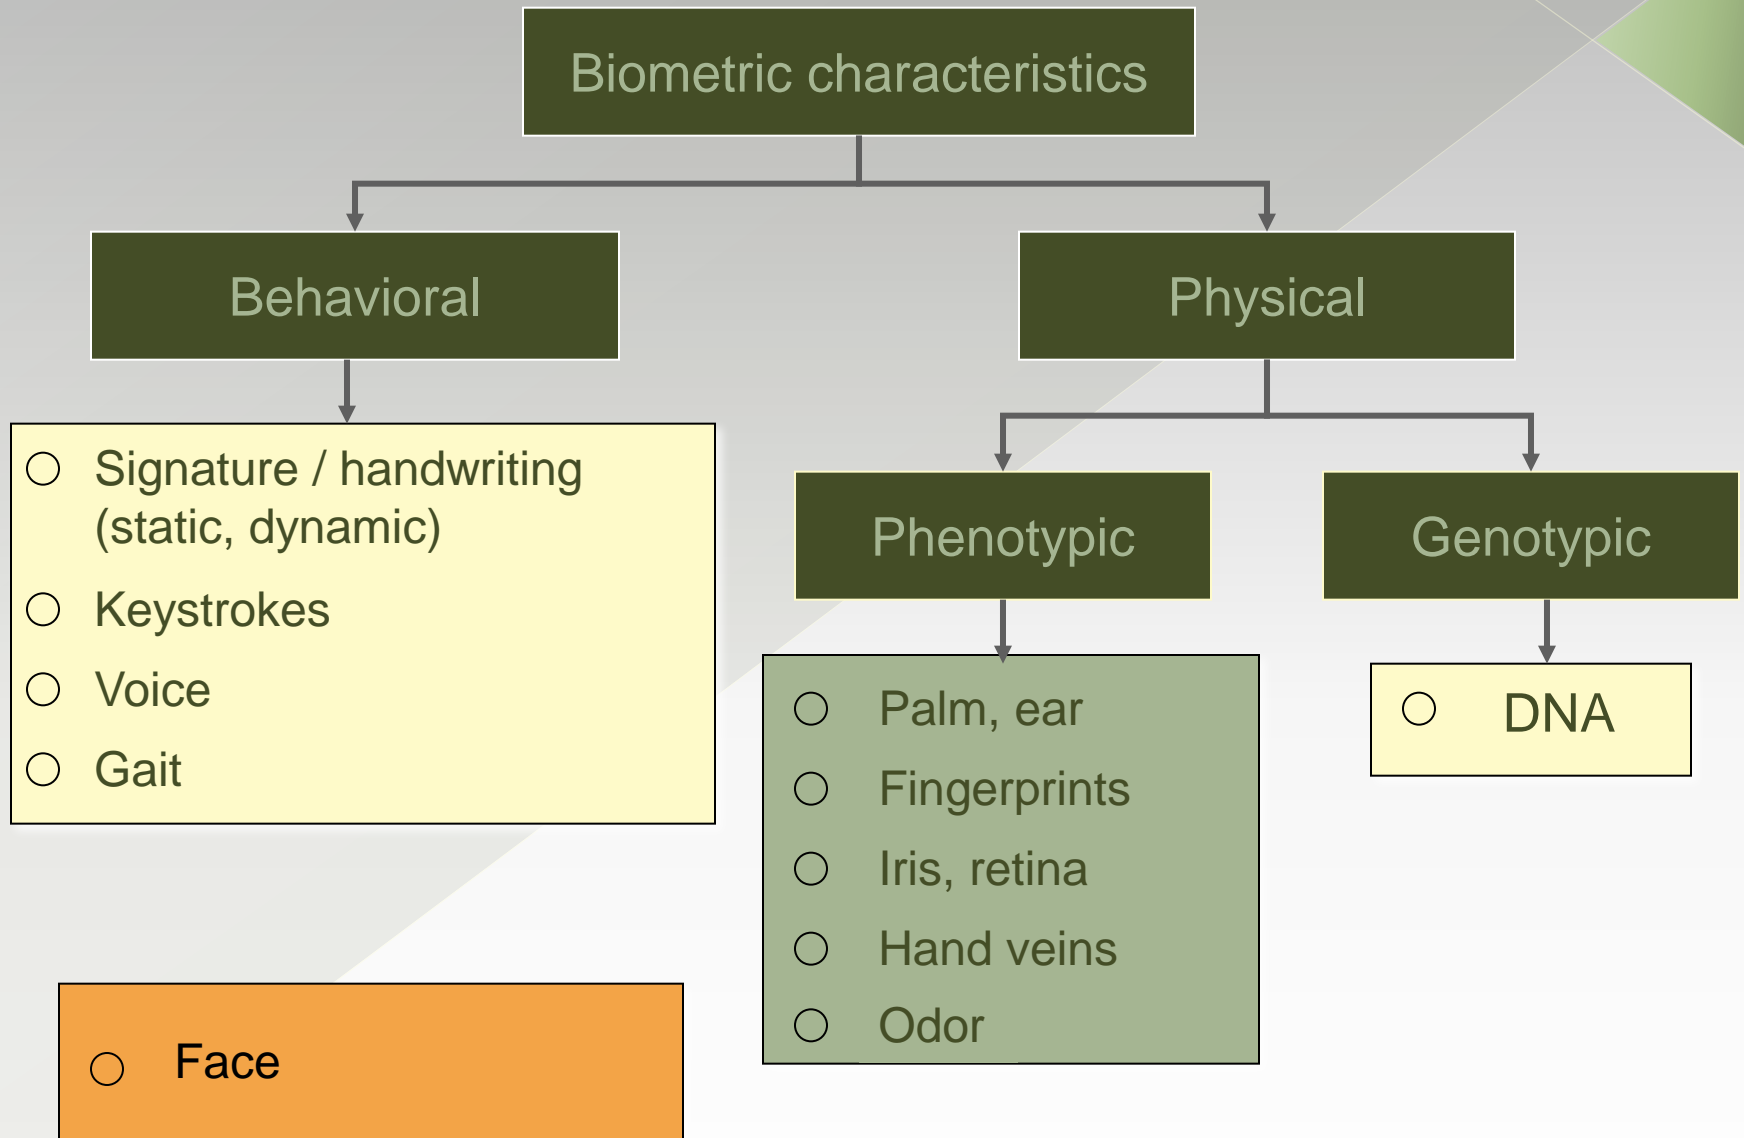 Biometric characteristics
Behavioral
Physical
Signature / handwriting
(static, dynamic)
Keystrokes
Voice
Gait
Phenotypic
Genotypic
Palm, ear
Fingerprints
Iris, retina
Hand veins
Odor
DNA
Face